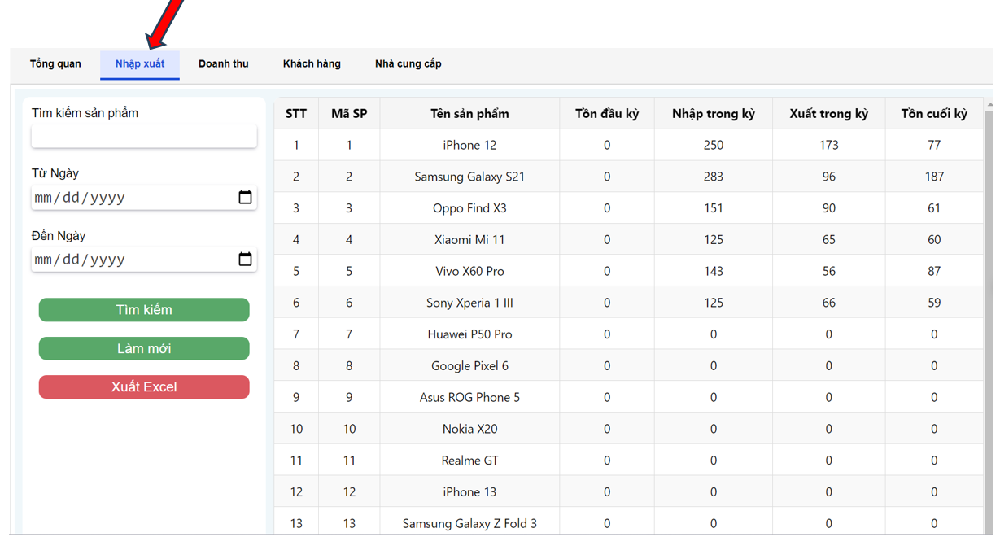 Tổng quan Nhập xuất Doanh thu Khách hàng Nhà cung cấp
Tìm kiếm sản phẩm
Từ Ngày
mm/dd/yyyy
Đến Ngày
mm/dd/yyyy
Tìm kiếm
Làm mới
Xuất Excel
STT Mã SP Tên sản phẩm Tồn đầu kỳ Nhập trong kỳ Xuất trong kỳ Tồn cuối kỳ
1 1 iPhone 12 0 250 173 77
2 2 Samsung Galaxy S21 0 283 96 187
3 3 Oppo Find X3 0 151 90 61
4 4 Xiaomi Mi 11 0 125 65 60
5 5 Vivo X60 Pro 0 143 56 87
6 6 Sony Xperia 1 III 0 125 66 59
7 7 Huawei P50 Pro 0 0 0 0
8 8 Google Pixel 6 0 0 0 0
9 9 Asus ROG Phone 5 0 0 0 0
10 10 Nokia X20 0 0 0 0
11 11 Realme GT 0 0 0 0
12 12 iPhone 13 0 0 0 0
13 13 Samsung Galaxy Z Fold 3 0 0 0 0